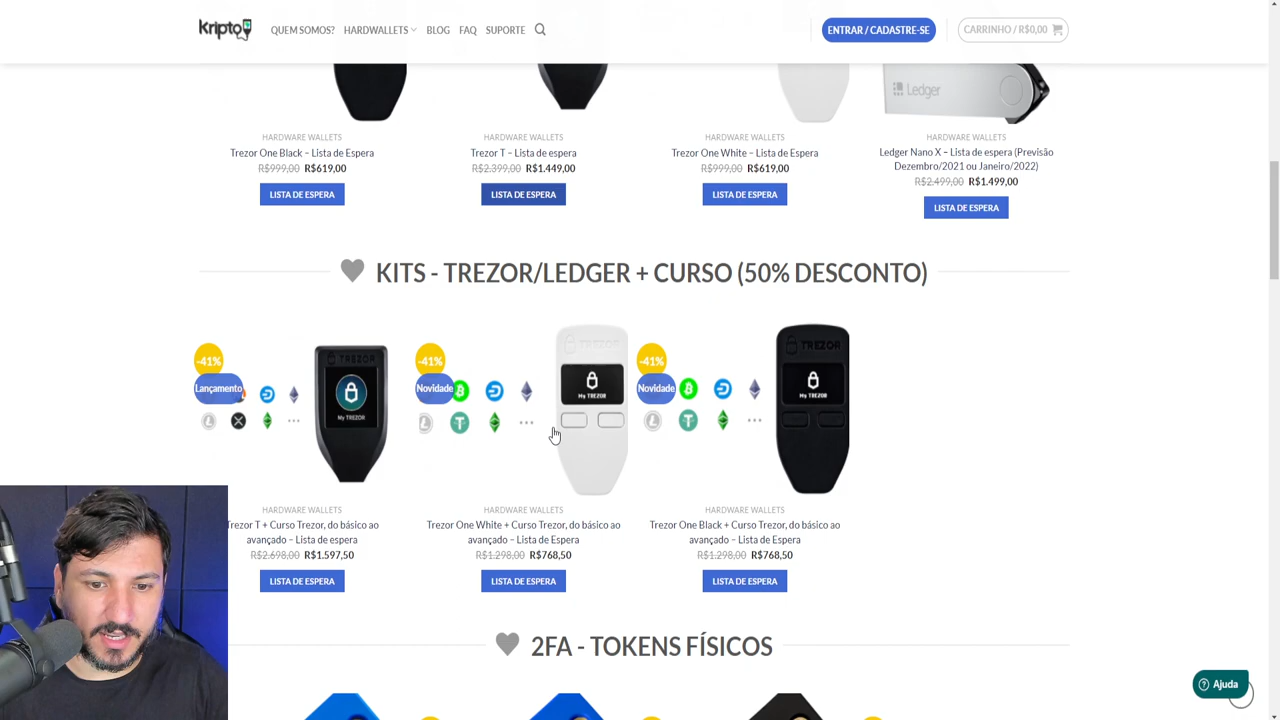 Kripto
QUEM SOMOS? HARDWALLETS BLOG FAQ SUPORTE
ENTRAR / CADASTRE-SE
CARRINHO / R$0,00
Ledger
HARDWARE WALLETS
Trezor One Black – Lista de Espera
R$999,00 R$619,00
LISTA DE ESPERA
HARDWARE WALLETS
Trezor T – Lista de espera
R$2.399,00 R$1.449,00
LISTA DE ESPERA
HARDWARE WALLETS
Trezor One White – Lista de Espera
R$999,00 R$619,00
LISTA DE ESPERA
HARDWARE WALLETS
Ledger Nano X – Lista de espera (Previsão
Dezembro/2021 ou Janeiro/2022)
R$2.499,00 R$1.499,00
LISTA DE ESPERA
KITS - TREZOR/LEDGER + CURSO (50% DESCONTO)
-41%
Lançamento
TREZOR
My TREZOR
HARDWARE WALLETS
Trezor T + Curso Trezor, do básico ao
avançado – Lista de espera
R$2.698,00 R$1.597,50
LISTA DE ESPERA
-41%
Novidade
TREZOR
My TREZOR
HARDWARE WALLETS
Trezor One White + Curso Trezor, do básico ao
avançado – Lista de Espera
R$1.298,00 R$768,50
LISTA DE ESPERA
-41%
Novidade
TREZOR
My TREZOR
HARDWARE WALLETS
Trezor One Black + Curso Trezor, do básico ao
avançado – Lista de Espera
R$1.298,00 R$768,50
LISTA DE ESPERA
2FA - TOKENS FÍSICOS
Ajuda